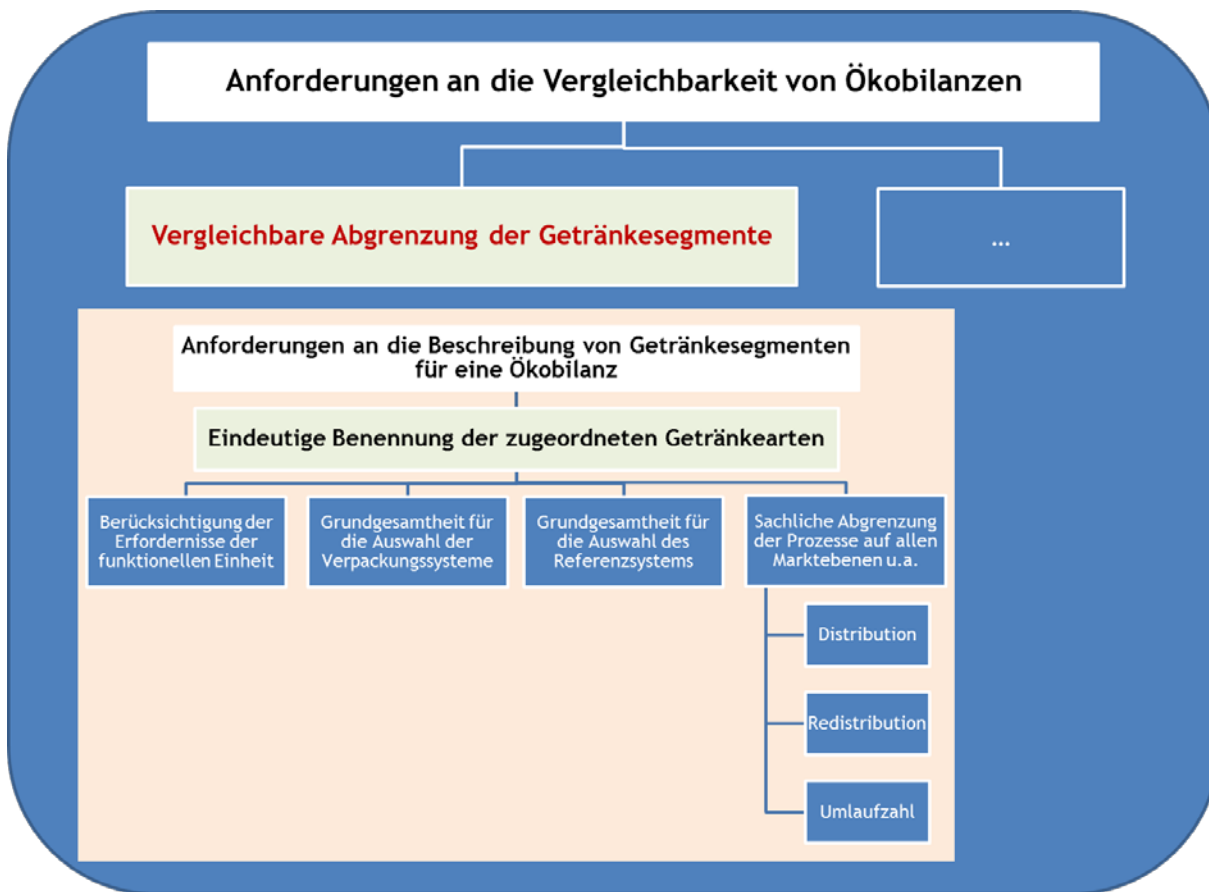 Anforderungen an die Vergleichbarkeit von Ökobilanzen
Vergleichbare Abgrenzung der Getränkesegmente
...
Anforderungen an die Beschreibung von Getränkesegmenten
für eine Ökobilanz
Eindeutige Benennung der zugeordneten Getränkearten
Berücksichtigung der
Erfordernisse der
funktionellen Einheit
Grundgesamtheit für
die Auswahl der
Verpackungssysteme
Grundgesamtheit für
die Auswahl des
Referenzsystems
Sachliche Abgrenzung
der Prozesse auf allen
Marktebenen u.a.
Distribution
Redistribution
Umlaufzahl